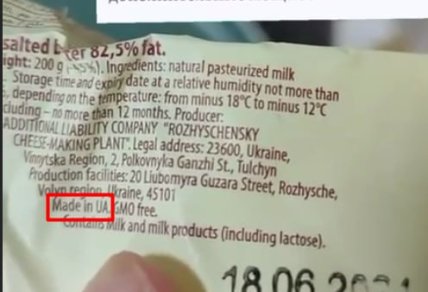 salted 82,5% fat.
ight: 200 g (-4,5%). Ingredients: natural pasteurized milk
Storage time and expiry date at a relative humidity not more than
%, depending on the temperature: from minus 18°C to minus 12°C
cluding – no more than 12 months. Producer:
ADDITIONAL LIABILITY COMPANY "ROZHYSCHENSKY
CHEESE-MAKING PLANT". Legal address: 23600, Ukraine,
Vinnytska Region, 2, Polkovnyka Ganzhi St., Tulchyn
Production facilities: 20 Liubomyra Guzara Street, Rozhysche,
Volyn region, Ukraine, 45101
Made in UA. GMO free.
Contains Milk and milk products (including lactose).
18.06